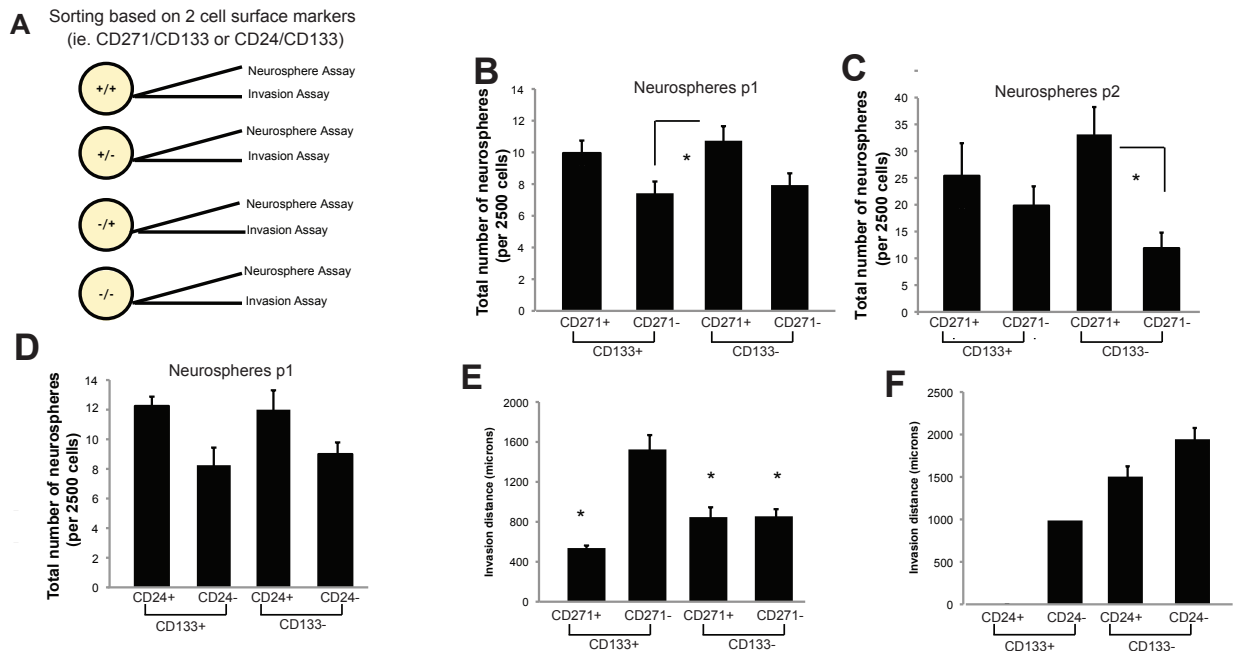 A
Sorting based on 2 cell surface markers
(ie. CD271/CD133 or CD24/CD133)
+/+
Neurosphere Assay
Invasion Assay
+/-
Neurosphere Assay
Invasion Assay
-/+
Neurosphere Assay
Invasion Assay
-/-
Neurosphere Assay
Invasion Assay
B
Neurospheres p1
Total number of neurospheres
(per 2500 cells)
14
12
10
8
6
4
2
0
*
CD271+ CD271- CD271+ CD271-
CD133+ CD133-
C
Neurospheres p2
Total number of neurospheres
(per 2500 cells)
40
35
30
25
20
15
10
5
0
*
CD271+ CD271- CD271+ CD271-
CD133+ CD133-
D
Neurospheres p1
Total number of neurospheres
(per 2500 cells)
14
12
10
8
6
4
2
0
CD24+ CD24- CD24+ CD24-
CD133+ CD133-
E
Invasion distance (microns)
2000
1600
1200
800
400
0
* * *
CD271+ CD271- CD271+ CD271-
CD133+ CD133-
F
Invasion distance (microns)
2500
2000
1500
1000
500
0
CD24+ CD24- CD24+ CD24-
CD133+ CD133-